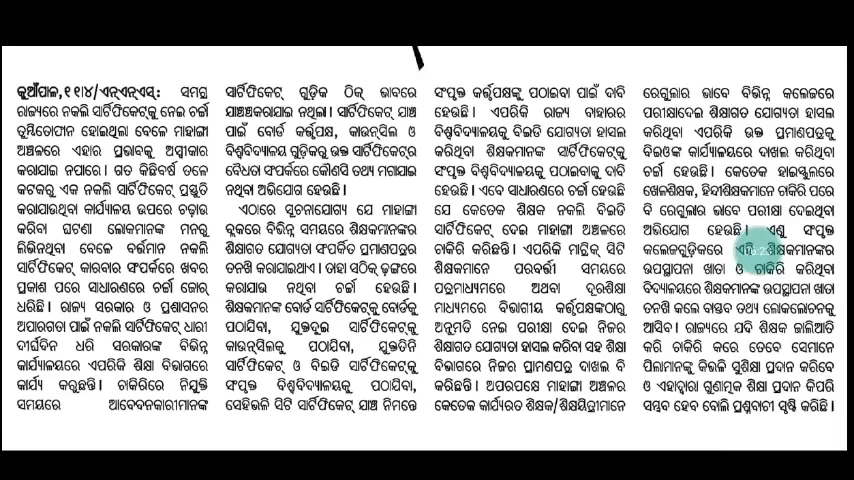 କୁଆଁପାଳ,୧୧।୪/ଏନ୍‌ଏନ୍‌ଏସ୍: ସମଗ୍ର
ରାଜ୍ୟରେ ନକଲି ସାର୍ଟିଫିକେଟ୍‌କୁ ନେଇ ଚର୍ଚ୍ଚା
ତୁମ୍ବିତୋଫାନ ହୋଇଥିଲା ବେଳେ ମାହାଙ୍ଗା
ଅଞ୍ଚଳରେ ଏହାର ପ୍ରଭାବକୁ ଅସ୍ୱୀକାର
କରାଯାଇ ନପାରେ। ଗତ କିଛିବର୍ଷ ତଳେ
କଟକରୁ ଏକ ନକଲି ସାର୍ଟିଫିକେଟ୍ ପ୍ରସ୍ତୁତି
କରାଯାଉଥିବା କାର୍ଯ୍ୟାଳୟ ଉପରେ ଚଢ଼ାଉ
କରିବା ଘଟଣା ଲୋକମାନଙ୍କ ମନରୁ
ଲିଭିନଥିବା ବେଳେ ବର୍ତ୍ତମାନ ନକଲି
ସାର୍ଟିଫିକେଟ୍ କାରବାର ସଂପର୍କରେ ଖବର
ପ୍ରକାଶ ପରେ ସାଧାରଣରେ ଚର୍ଚ୍ଚା ଜୋର୍
ଧରିଛି। ରାଜ୍ୟ ସରକାର ଓ ପ୍ରଶାସନର
ଅପାରଗତା ପାଇଁ ନକଲି ସାର୍ଟିଫିକେଟ୍ ଧାରୀ
ଦୀର୍ଘଦିନ ଧରି ସରକାରଙ୍କ ବିଭିନ୍ନ
କାର୍ଯ୍ୟାଳୟରେ ଏପରିକି ଶିକ୍ଷା ବିଭାଗରେ
କାର୍ଯ୍ୟ କରୁଛନ୍ତି। ଚାକିରିରେ ନିଯୁକ୍ତି
ସମୟରେ ଆବେଦନକାରୀମାନଙ୍କ
ସାର୍ଟିଫିକେଟ୍ ଗୁଡ଼ିକ ଠିକ୍ ଭାବରେ
ଯାଞ୍ଚକରାଯାଇ ନଥିଲା। ସାର୍ଟିଫିକେଟ୍ ଯାଞ୍ଚ
ପାଇଁ ବୋର୍ଡ କର୍ତ୍ତୃପକ୍ଷ, କାଉନ୍‌ସିଲ ଓ
ବିଶ୍ୱବିଦ୍ୟାଳୟ ଗୁଡ଼ିକରୁ ଉକ୍ତ ସାର୍ଟିଫିକେଟ୍‌ର
ବୈଧତା ସଂପର୍କରେ କୌଣସି ତଥ୍ୟ ମଗାଯାଇ
ନଥିବା ଅଭିଯୋଗ ହେଉଛି।
ଏଠାରେ ସୂଚନାଯୋଗ୍ୟ ଯେ ମାହାଙ୍ଗା
ବ୍ଲକରେ ବିଭିନ୍ନ ସମୟରେ ଶିକ୍ଷକମାନଙ୍କର
ଶିକ୍ଷାଗତ ଯୋଗ୍ୟତା ସଂପର୍କିତ ପ୍ରମାଣପତ୍ରର
ତନଖି କରାଯାଇଥାଏ। ତାହା ସଠିକ୍ ଢ଼ଙ୍ଗରେ
କରାଯାଉ ନଥିବା ଚର୍ଚ୍ଚା ହେଉଛି।
ଶିକ୍ଷକମାନଙ୍କ ବୋର୍ଡ ସାର୍ଟିଫିକେଟ୍‌କୁ ବୋର୍ଡକୁ
ପଠାଯିବା, ଯୁକ୍ତଦୁଇ ସାର୍ଟିଫିକେଟ୍‌କୁ
କାଉନ୍‌ସିଲକୁ ପଠାଯିବା, ଯୁକ୍ତତିନି
ସାର୍ଟିଫିକେଟ୍ ଓ ବିଇଡି ସାର୍ଟିଫିକେଟ୍‌କୁ
ସଂପୃକ୍ତ ବିଶ୍ୱବିଦ୍ୟାଳୟକୁ ପଠାଯିବା,
ସେହିଭଳି ସିଟି ସାର୍ଟିଫିକେଟ୍ ଯାଞ୍ଚ ନିମନ୍ତେ
ସଂପୃକ୍ତ କର୍ତ୍ତୃପକ୍ଷଙ୍କୁ ପଠାଇବା ପାଇଁ ଦାବି
ହେଉଛି। ଏପରିକି ରାଜ୍ୟ ବାହାରର
ବିଶ୍ୱବିଦ୍ୟାଳୟକୁ ବିଇଡି ଯୋଗ୍ୟତା ହାସଲ
କରିଥିବା ଶିକ୍ଷକମାନଙ୍କ ସାର୍ଟିଫିକେଟ୍‌କୁ
ସଂପୃକ୍ତ ବିଶ୍ୱବିଦ୍ୟାଳୟକୁ ପଠାଇବାକୁ ଦାବି
ହେଉଛି। ଏବେ ସାଧାରଣରେ ଚର୍ଚ୍ଚା ହେଉଛି
ଯେ କେତେକ ଶିକ୍ଷକ ନକଲି ବିଇଡି
ସାର୍ଟିଫିକେଟ୍ ଦେଇ ମାହାଙ୍ଗା ଅଞ୍ଚଳରେ
ଚାକିରି କରିଛନ୍ତି। ଏପରିକି ମାଟ୍ରିକ୍ ସିଟି
ଶିକ୍ଷକମାନେ ପରବର୍ତ୍ତୀ ସମୟରେ
ପତ୍ରମାଧ୍ୟମରେ ଅଥବା ଦୂରଶିକ୍ଷା
ମାଧ୍ୟମରେ ବିଭାଗୀୟ କର୍ତ୍ତୃପକ୍ଷଙ୍କଠାରୁ
ଅନୁମତି ନେଇ ପରୀକ୍ଷା ଦେଇ ନିଜର
ଶିକ୍ଷାଗତ ଯୋଗ୍ୟତା ହାସଲ କରିବା ସହ ଶିକ୍ଷା
ବିଭାଗରେ ନିଜର ପ୍ରମାଣପତ୍ର ଦାଖଲ ବି
କରିଛନ୍ତି। ଅପରପକ୍ଷେ ମାହାଙ୍ଗା ଅଞ୍ଚଳର
କେତେକ କାର୍ଯ୍ୟରତ ଶିକ୍ଷକ/ଶିକ୍ଷୟିତ୍ରୀମାନେ
ରେଗୁଲାର ଭାବେ ବିଭିନ୍ନ କଲେଜରେ
ପରୀକ୍ଷାଦେଇ ଶିକ୍ଷାଗତ ଯୋଗ୍ୟତା ହାସଲ
କରିଥିବା ଏପରିକି ଉକ୍ତ ପ୍ରମାଣପତ୍ରକୁ
ବିଇଓଙ୍କ କାର୍ଯ୍ୟାଳୟରେ ଦାଖଲ କରିଥିବା
ଚର୍ଚ୍ଚା ହେଉଛି। କେତେକ ହାଇସ୍କୁଲରେ
ଖେଳଶିକ୍ଷକ, ହିନ୍ଦୀଶିକ୍ଷକମାନେ ଚାକିରି ପରେ
ବି ରେଗୁଲାର ଭାବେ ପରୀକ୍ଷା ଦେଇଥିବା
ଅଭିଯୋଗ ହେଉଛି। ଏଣୁ ସଂପୃକ୍ତ
କଲେଜଗୁଡ଼ିକରେ ଏହି ଶିକ୍ଷକମାନଙ୍କର
ଉପସ୍ଥାପନା ଖାତା ଓ ଚାକିରି କରିଥିବା
ବିଦ୍ୟାଳୟରେ ଶିକ୍ଷକମାନଙ୍କ ଉପସ୍ଥାପନା ଖାତା
ତନଖି କଲେ ବାସ୍ତବ ତଥ୍ୟ ଲୋକଲୋଚନକୁ
ଆସିବ। ରାଜ୍ୟରେ ଯଦି ଶିକ୍ଷକ ଜାଲିଆତି
କରି ଚାକିରି କରେ ତେବେ ସେମାନେ
ପିଲାମାନଙ୍କୁ କିଭଳି ସୁଶିକ୍ଷା ପ୍ରଦାନ କରିବେ
ଓ ଏହାଦ୍ୱାରା ଗୁଣାତ୍ମକ ଶିକ୍ଷା ପ୍ରଦାନ କିପରି
ସମ୍ଭବ ହେବ ବୋଲି ପ୍ରଶ୍ନବାଚୀ ସୃଷ୍ଟି କରିଛି।